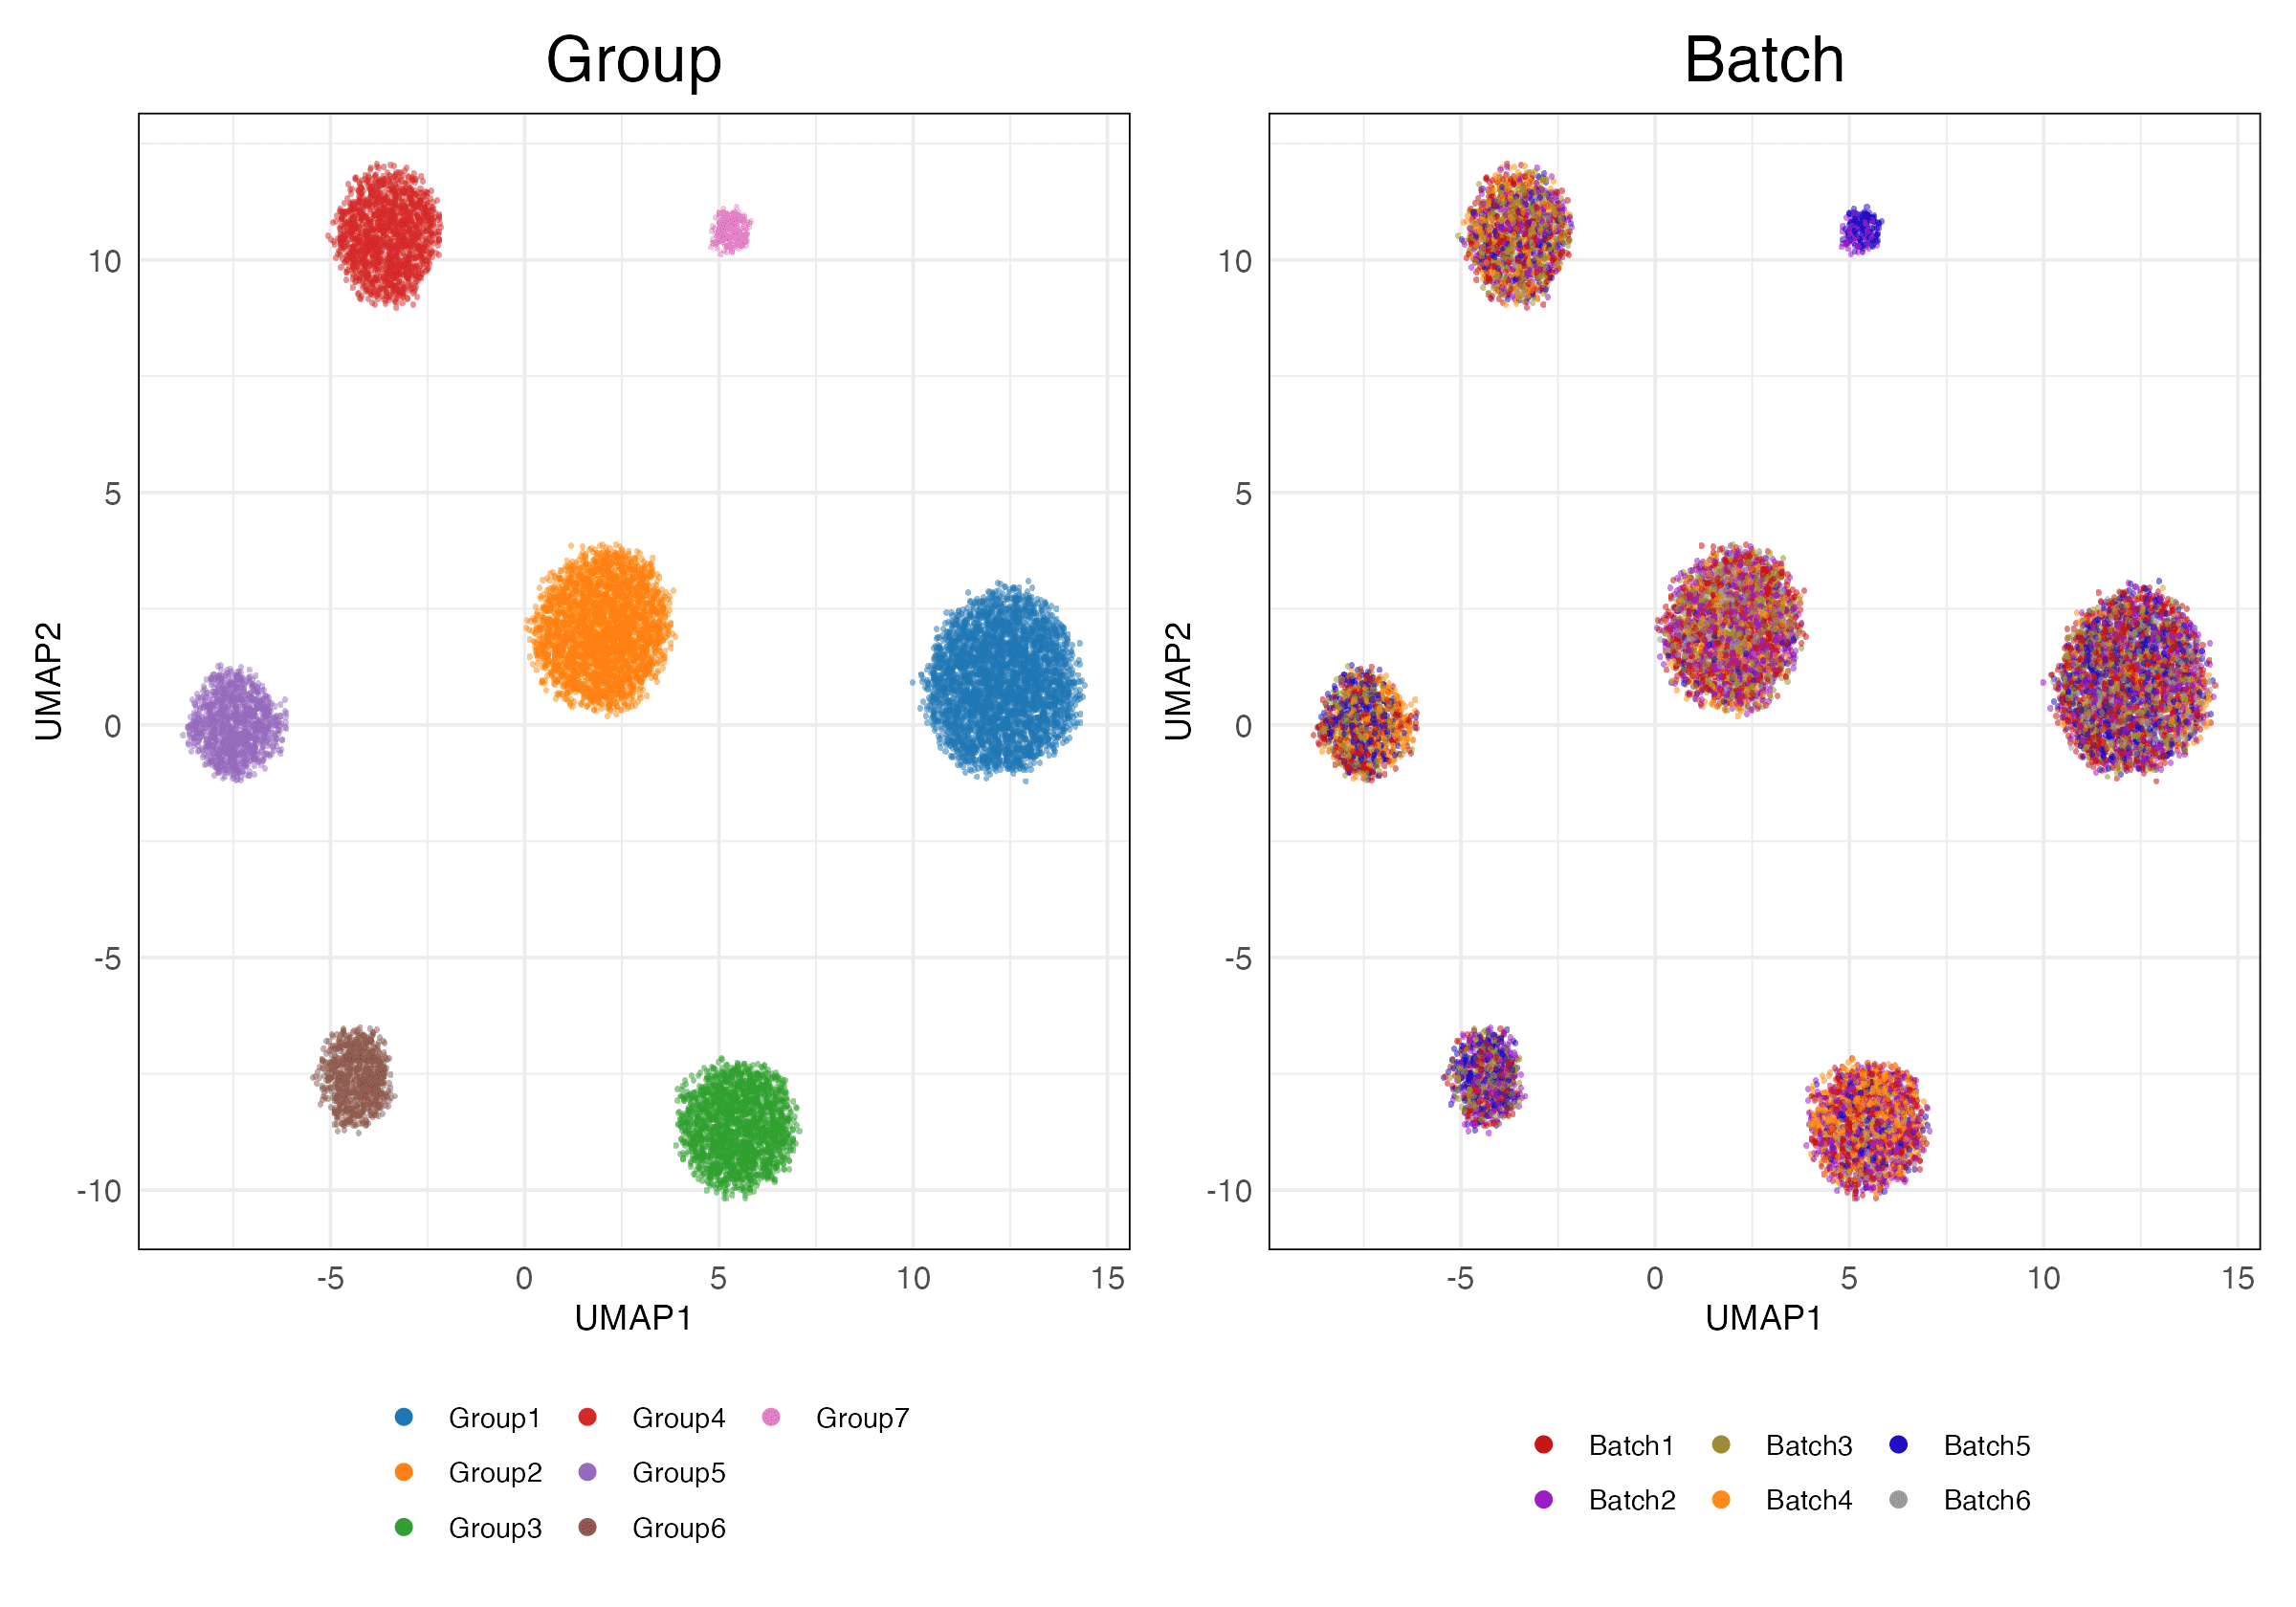 Group
Batch
UMAP2
10
5
0
-5
-10
-5 0 5 10 15
UMAP1
UMAP2
10
5
0
-5
-10
-5 0 5 10 15
UMAP1
Group1 Group4 Group7
Group2 Group5
Group3 Group6
Batch1 Batch3 Batch5
Batch2 Batch4 Batch6